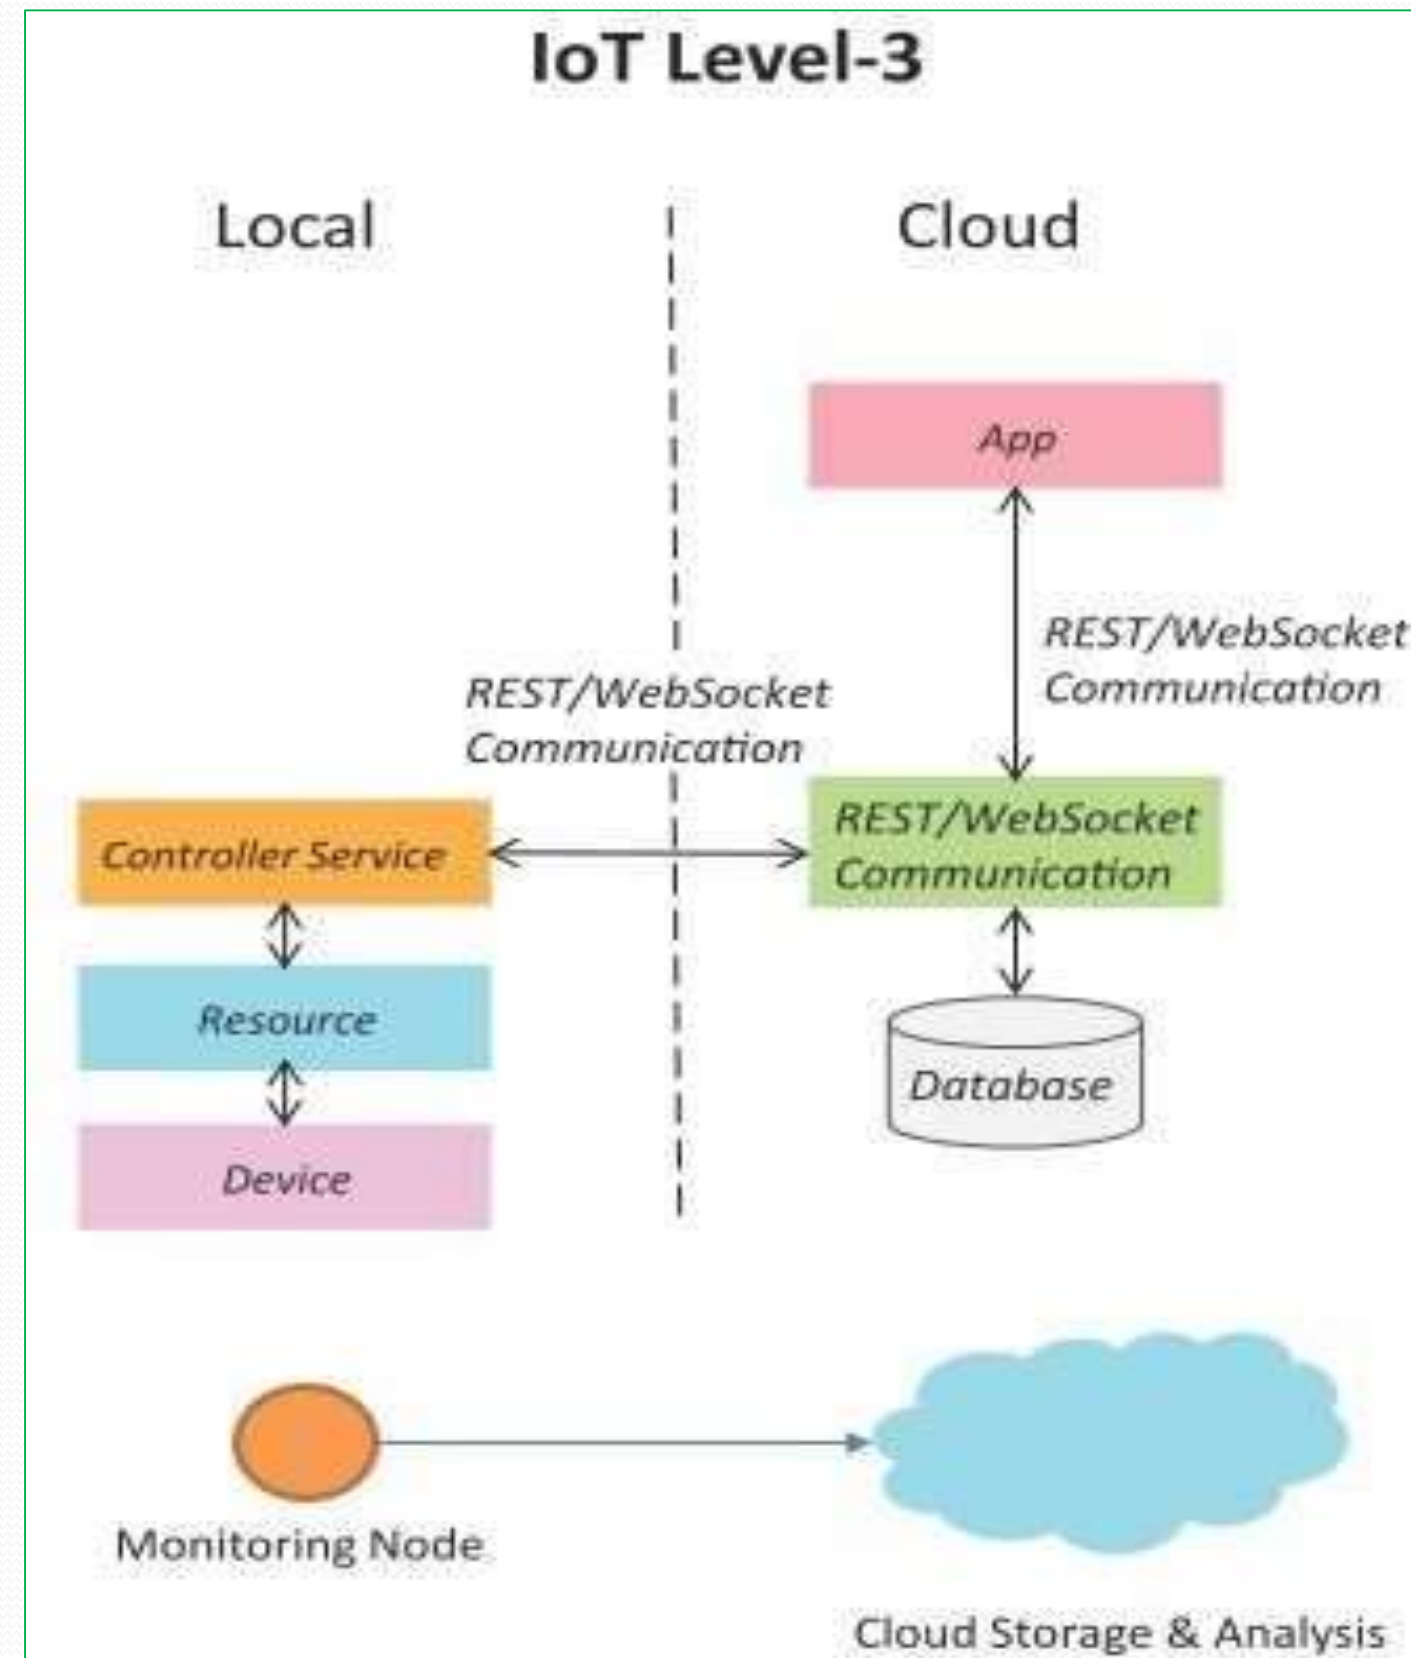 IoT Level-3
Local
Cloud
App
REST/WebSocket
Communication
REST/WebSocket
Communication
Controller Service
REST/WebSocket
Communication
Resource
Database
Device
Monitoring Node
Cloud Storage & Analysis